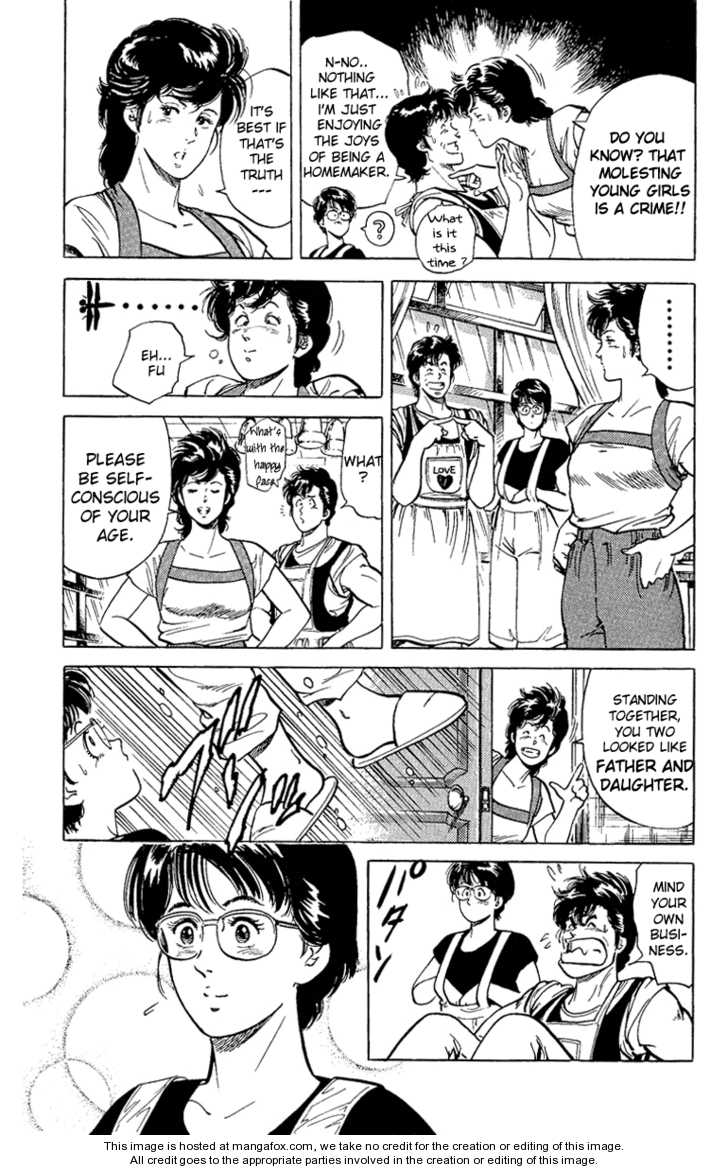 DO YOU
KNOW? THAT
MOLESTING
YOUNG GIRLS
IS A CRIME!!
N-NO..
NOTHING
LIKE THAT...
I'M JUST
ENJOYING
THE JOYS
OF BEING A
HOMEMAKER.
What
is it
this
time?
?
IT'S
BEST IF
THAT'S
THE
TRUTH
---
........
LOVE
........
EH...
FU
WHAT
?
What's
with the
happy
face?
PLEASE
BE SELF-
CONSCIOUS
OF YOUR
AGE.
STANDING
TOGETHER,
YOU TWO
LOOKED LIKE
FATHER AND
DAUGHTER.
MIND
YOUR
OWN
BUSI-
NESS.
バタン
This image is hosted at mangafox.com, we take no credit for the creation or editing of this image.
All credit goes to the appropriate parties involved in the creation or editing of this image.